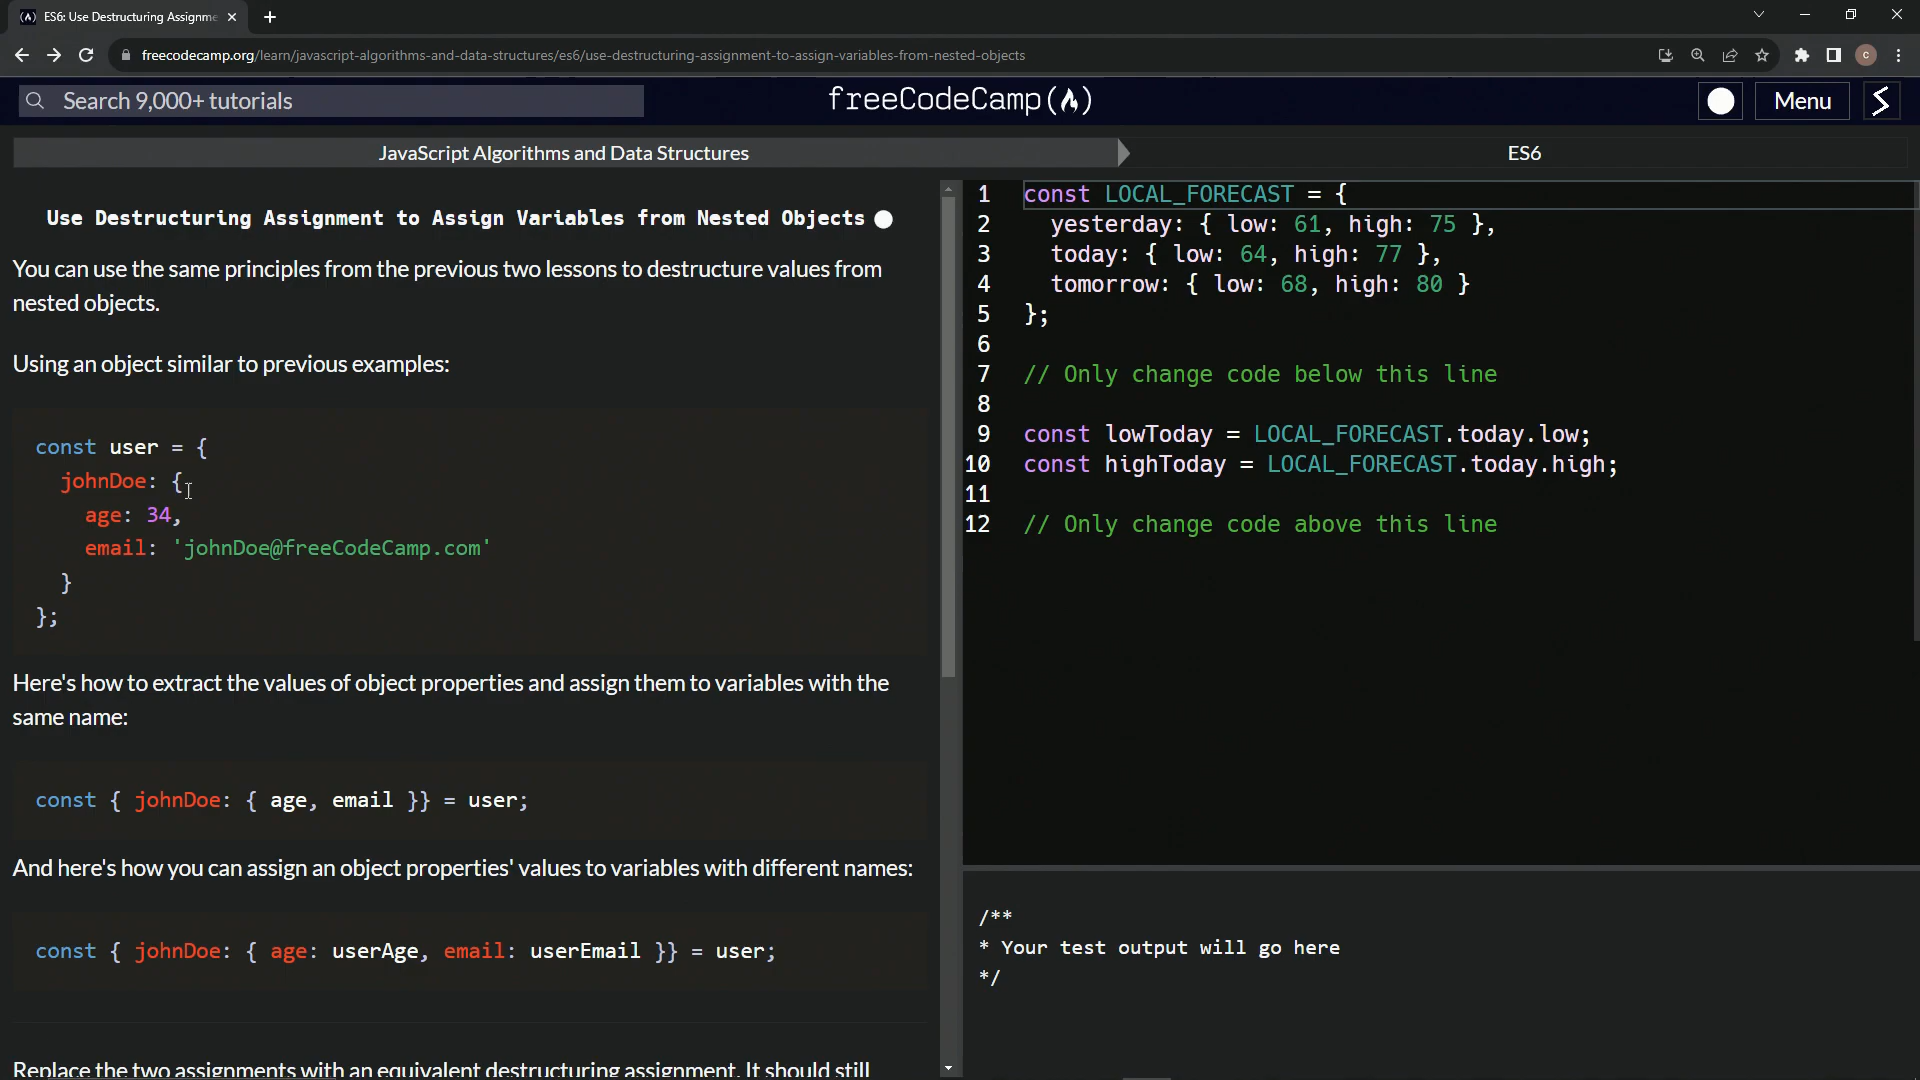 ES6: Use Destructuring Assignme
freecodecamp.org/learn/javascript-algorithms-and-data-structures/es6/use-destructuring-assignment-to-assign-variables-from-nested-objects
c
Search 9,000+ tutorials
freeCodeCamp
Menu
JavaScript Algorithms and Data Structures
ES6
Use Destructuring Assignment to Assign Variables from Nested Objects
You can use the same principles from the previous two lessons to destructure values from
nested objects.
Using an object similar to previous examples:
const user = {
  johnDoe: {
    age: 34,
    email: 'johnDoe@freeCodeCamp.com'
  }
};
Here's how to extract the values of object properties and assign them to variables with the
same name:
const { johnDoe: { age, email }} = user;
And here's how you can assign an object properties' values to variables with different names:
const { johnDoe: { age: userAge, email: userEmail }} = user;
Replace the two assignments with an equivalent destructuring assignment. It should still
1 const LOCAL_FORECAST = {
2   yesterday: { low: 61, high: 75 },
3   today: { low: 64, high: 77 },
4   tomorrow: { low: 68, high: 80 }
5 };
6
7 // Only change code below this line
8
9 const lowToday = LOCAL_FORECAST.today.low;
10 const highToday = LOCAL_FORECAST.today.high;
11
12 // Only change code above this line
/**
* Your test output will go here
*/